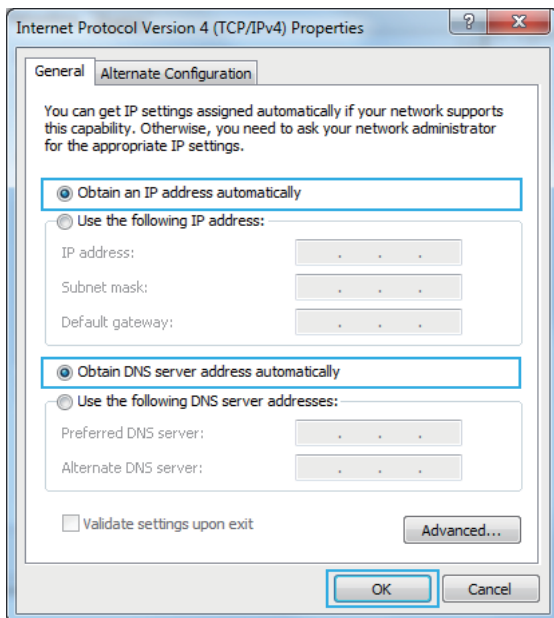 Internet Protocol Version 4 (TCP/IPv4) Properties
General
Alternate Configuration
You can get IP settings assigned automatically if your network supports
this capability. Otherwise, you need to ask your network administrator
for the appropriate IP settings.
Obtain an IP address automatically
Use the following IP address:
IP address:
Subnet mask:
Default gateway:
Obtain DNS server address automatically
Use the following DNS server addresses:
Preferred DNS server:
Alternate DNS server:
Validate settings upon exit
Advanced...
OK
Cancel